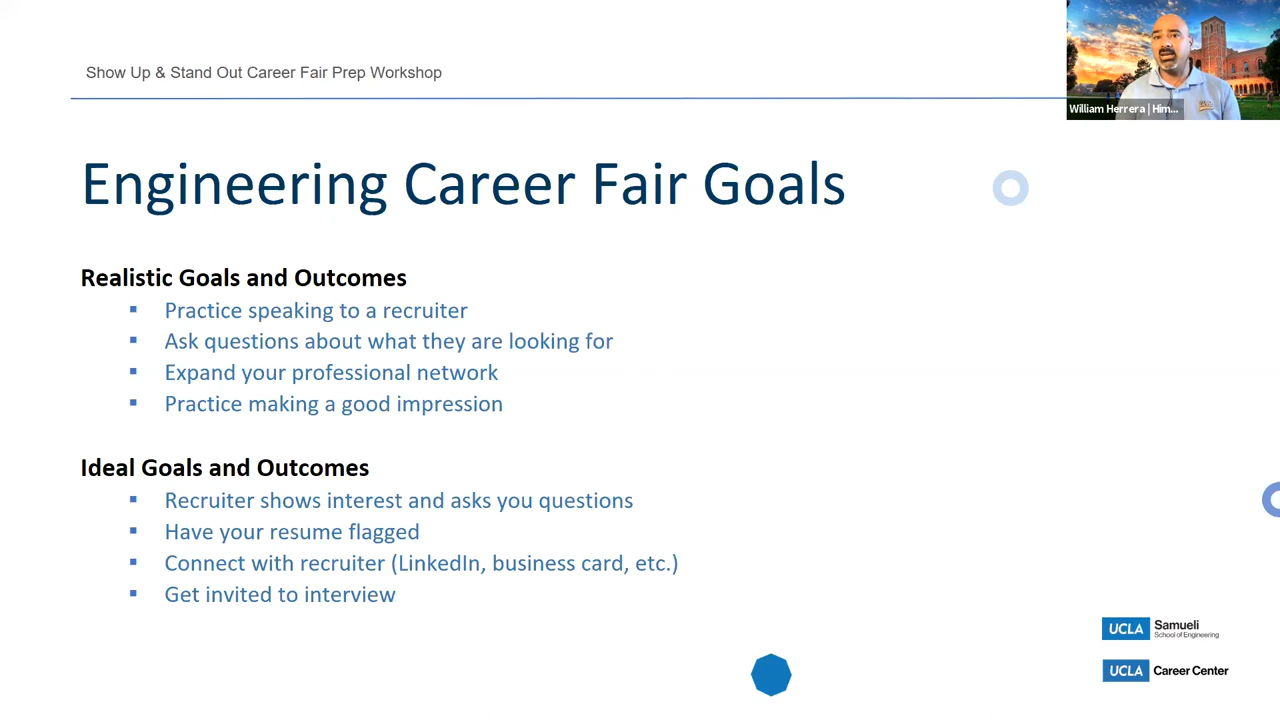 Show Up & Stand Out Career Fair Prep Workshop
William Herrera | Him...
Engineering Career Fair Goals
Realistic Goals and Outcomes
▪ Practice speaking to a recruiter
▪ Ask questions about what they are looking for
▪ Expand your professional network
▪ Practice making a good impression
Ideal Goals and Outcomes
▪ Recruiter shows interest and asks you questions
▪ Have your resume flagged
▪ Connect with recruiter (LinkedIn, business card, etc.)
▪ Get invited to interview
UCLA Samueli
School of Engineering
UCLA Career Center